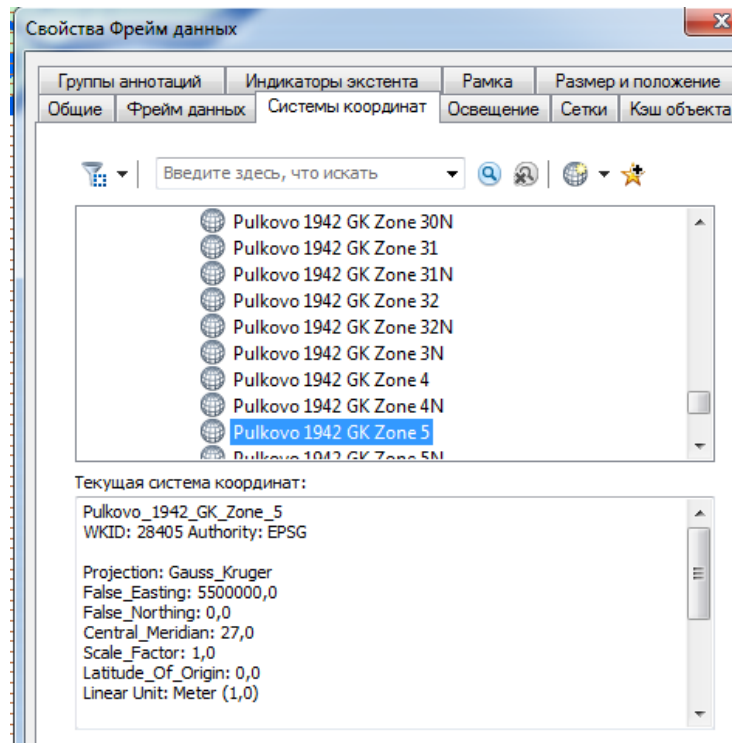 Свойства Фрейм данных
Группы аннотаций Индикаторы экстента Рамка Размер и положение
Общие Фрейм данных Системы координат Освещение Сетки Кэш объекта
Введите здесь, что искать
Pulkovo 1942 GK Zone 30N
Pulkovo 1942 GK Zone 31
Pulkovo 1942 GK Zone 31N
Pulkovo 1942 GK Zone 32
Pulkovo 1942 GK Zone 32N
Pulkovo 1942 GK Zone 3N
Pulkovo 1942 GK Zone 4
Pulkovo 1942 GK Zone 4N
Pulkovo 1942 GK Zone 5
Pulkovo 1942 GK Zone 5N
Текущая система координат:
Pulkovo_1942_GK_Zone_5
WKID: 28405 Authority: EPSG
Projection: Gauss_Kruger
False_Easting: 5500000,0
False_Northing: 0,0
Central_Meridian: 27,0
Scale_Factor: 1,0
Latitude_Of_Origin: 0,0
Linear Unit: Meter (1,0)